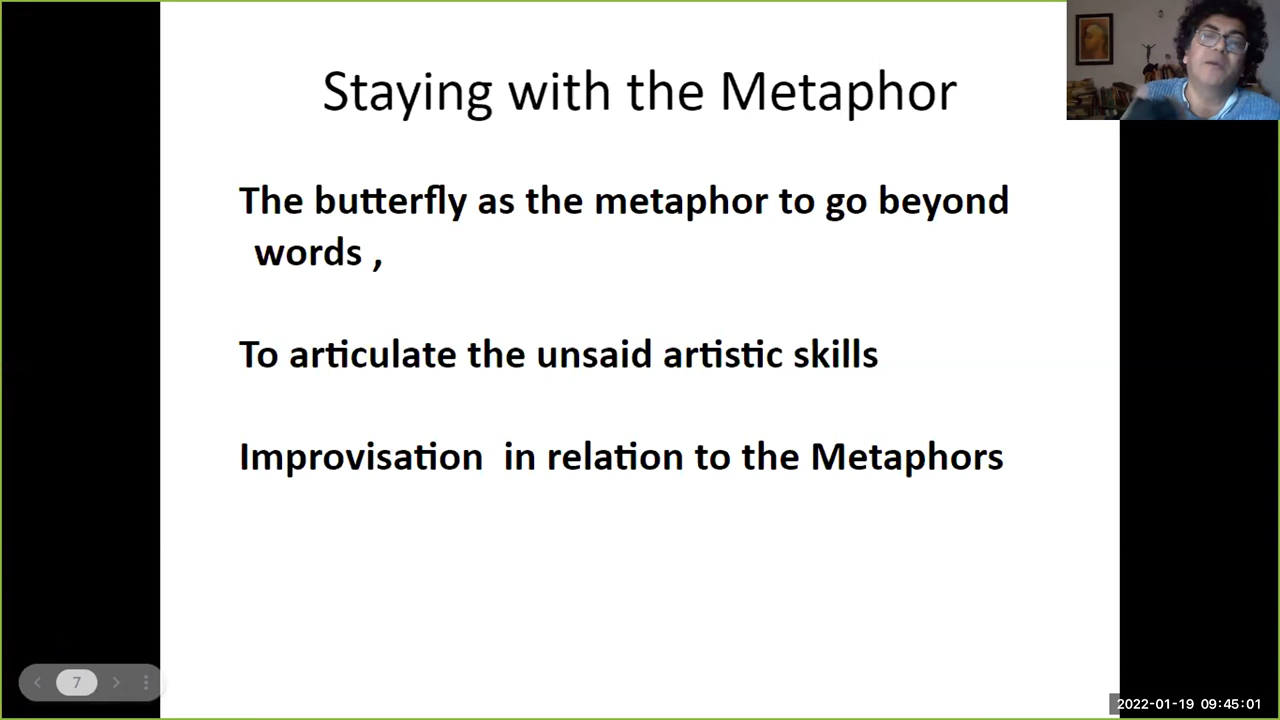 Staying with the Metaphor
The butterfly as the metaphor to go beyond
words ,
To articulate the unsaid artistic skills
Improvisation in relation to the Metaphors
7
2022-01-19 09:45:01